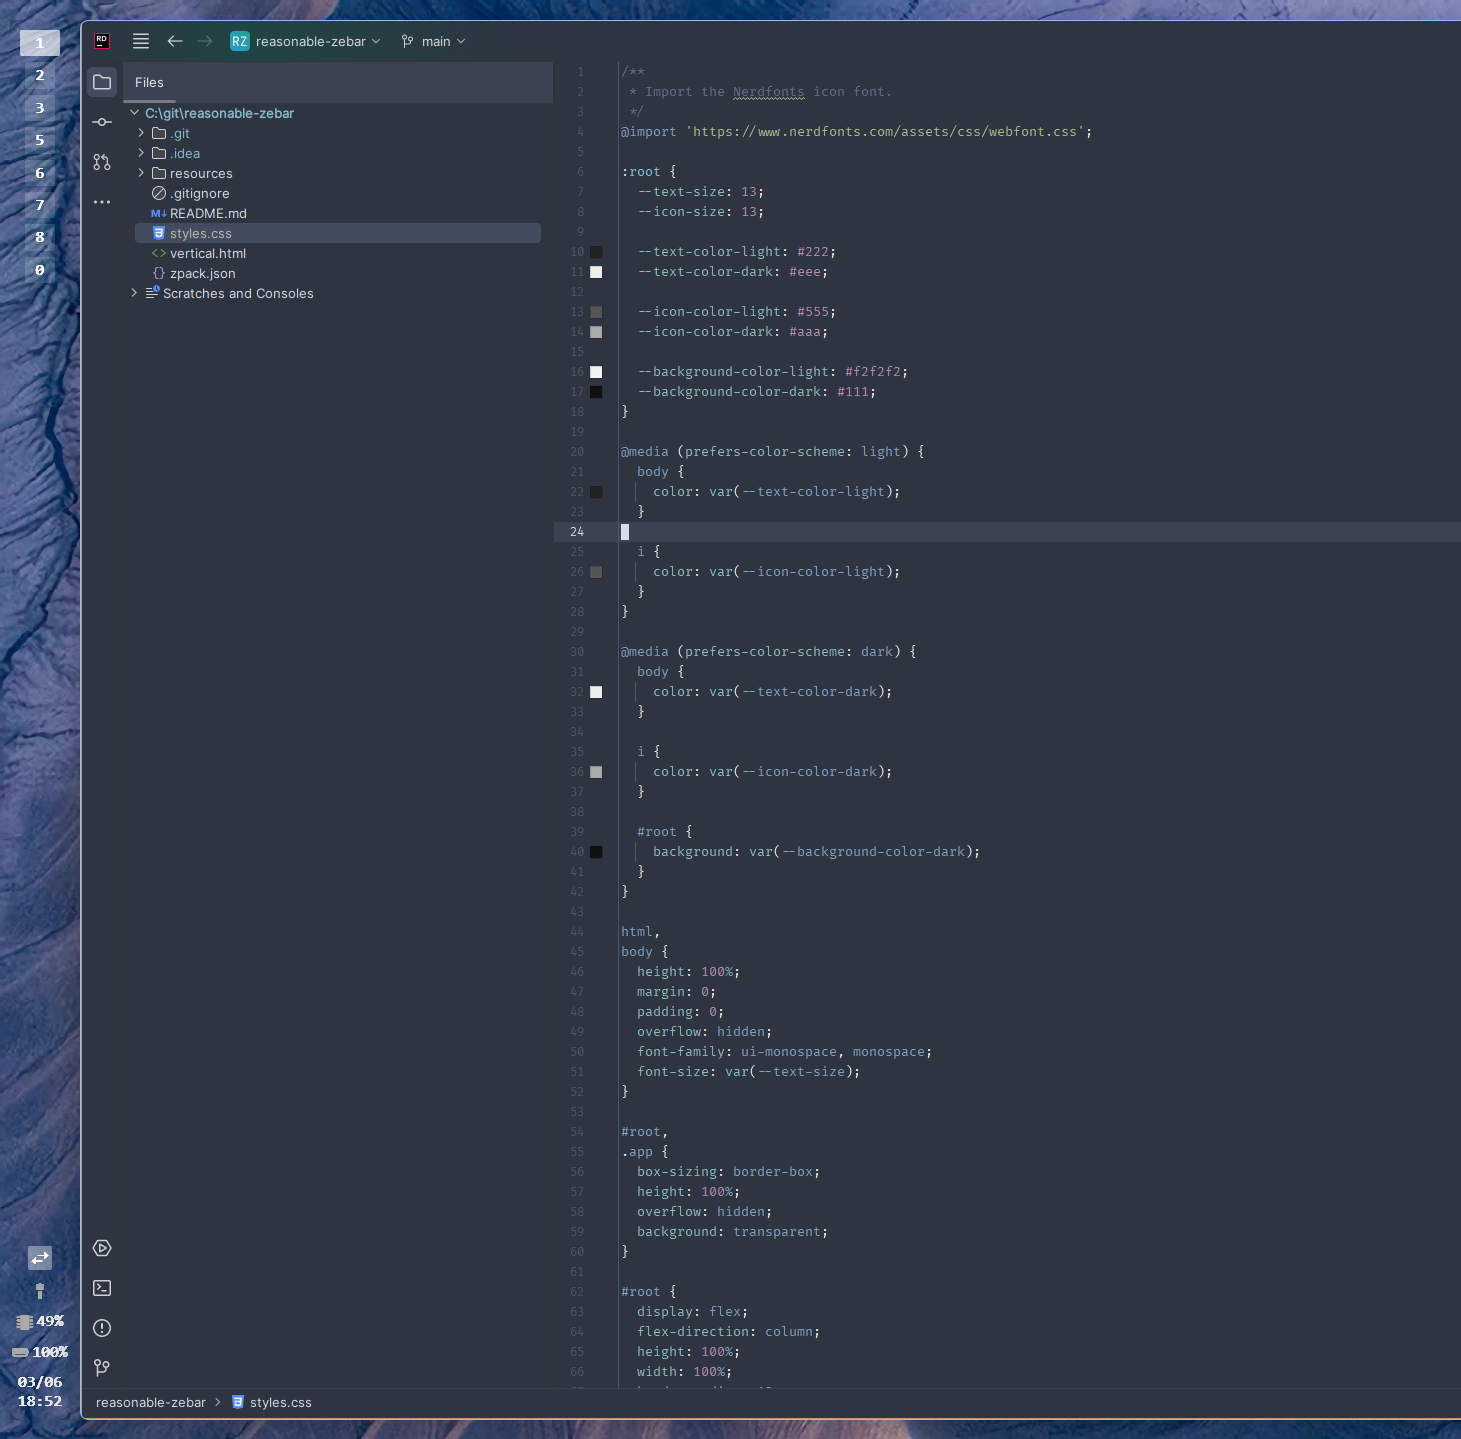 1
2
3
5
6
7
8
0
49%
100%
03/06
18:52
RD
RZ reasonable-zebar
main
Files
C:\git\reasonable-zebar
.git
.idea
resources
.gitignore
M↓ README.md
styles.css
<> vertical.html
{} zpack.json
Scratches and Consoles
1 /**
2  * Import the Nerdfonts icon font.
3  */
4 @import 'https://www.nerdfonts.com/assets/css/webfont.css';
5
6 :root {
7   --text-size: 13;
8   --icon-size: 13;
9
10   --text-color-light: #222;
11   --text-color-dark: #eee;
12
13   --icon-color-light: #555;
14   --icon-color-dark: #aaa;
15
16   --background-color-light: #f2f2f2;
17   --background-color-dark: #111;
18 }
19
20 @media (prefers-color-scheme: light) {
21   body {
22     color: var(--text-color-light);
23   }
24
25   i {
26     color: var(--icon-color-light);
27   }
28 }
29
30 @media (prefers-color-scheme: dark) {
31   body {
32     color: var(--text-color-dark);
33   }
34
35   i {
36     color: var(--icon-color-dark);
37   }
38
39   #root {
40     background: var(--background-color-dark);
41   }
42 }
43
44 html,
45 body {
46   height: 100%;
47   margin: 0;
48   padding: 0;
49   overflow: hidden;
50   font-family: ui-monospace, monospace;
51   font-size: var(--text-size);
52 }
53
54 #root,
55 .app {
56   box-sizing: border-box;
57   height: 100%;
58   overflow: hidden;
59   background: transparent;
60 }
61
62 #root {
63   display: flex;
64   flex-direction: column;
65   height: 100%;
66   width: 100%;
reasonable-zebar > styles.css